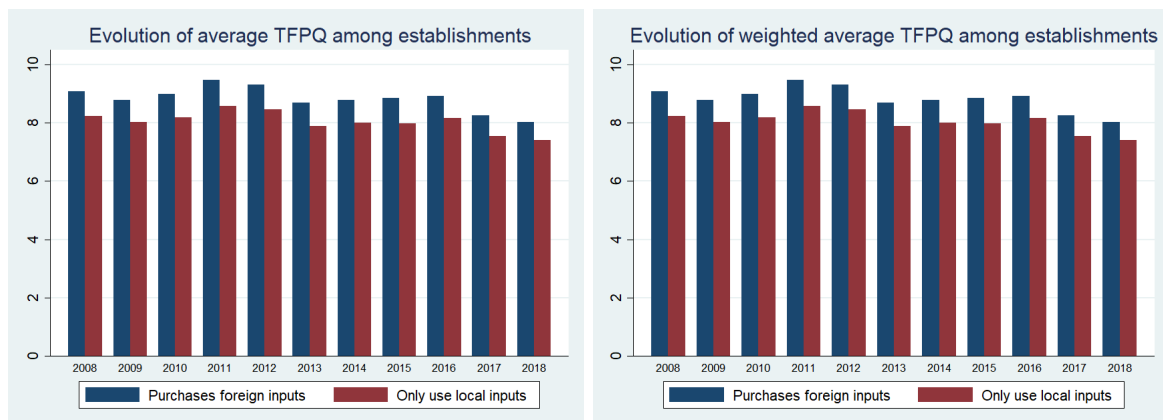 Evolution of average TFPQ among establishments
10
8
6
4
2
0
2008 2009 2010 2011 2012 2013 2014 2015 2016 2017 2018
Purchases foreign inputs Only use local inputs
Evolution of weighted average TFPQ among establishments
10
8
6
4
2
0
2008 2009 2010 2011 2012 2013 2014 2015 2016 2017 2018
Purchases foreign inputs Only use local inputs